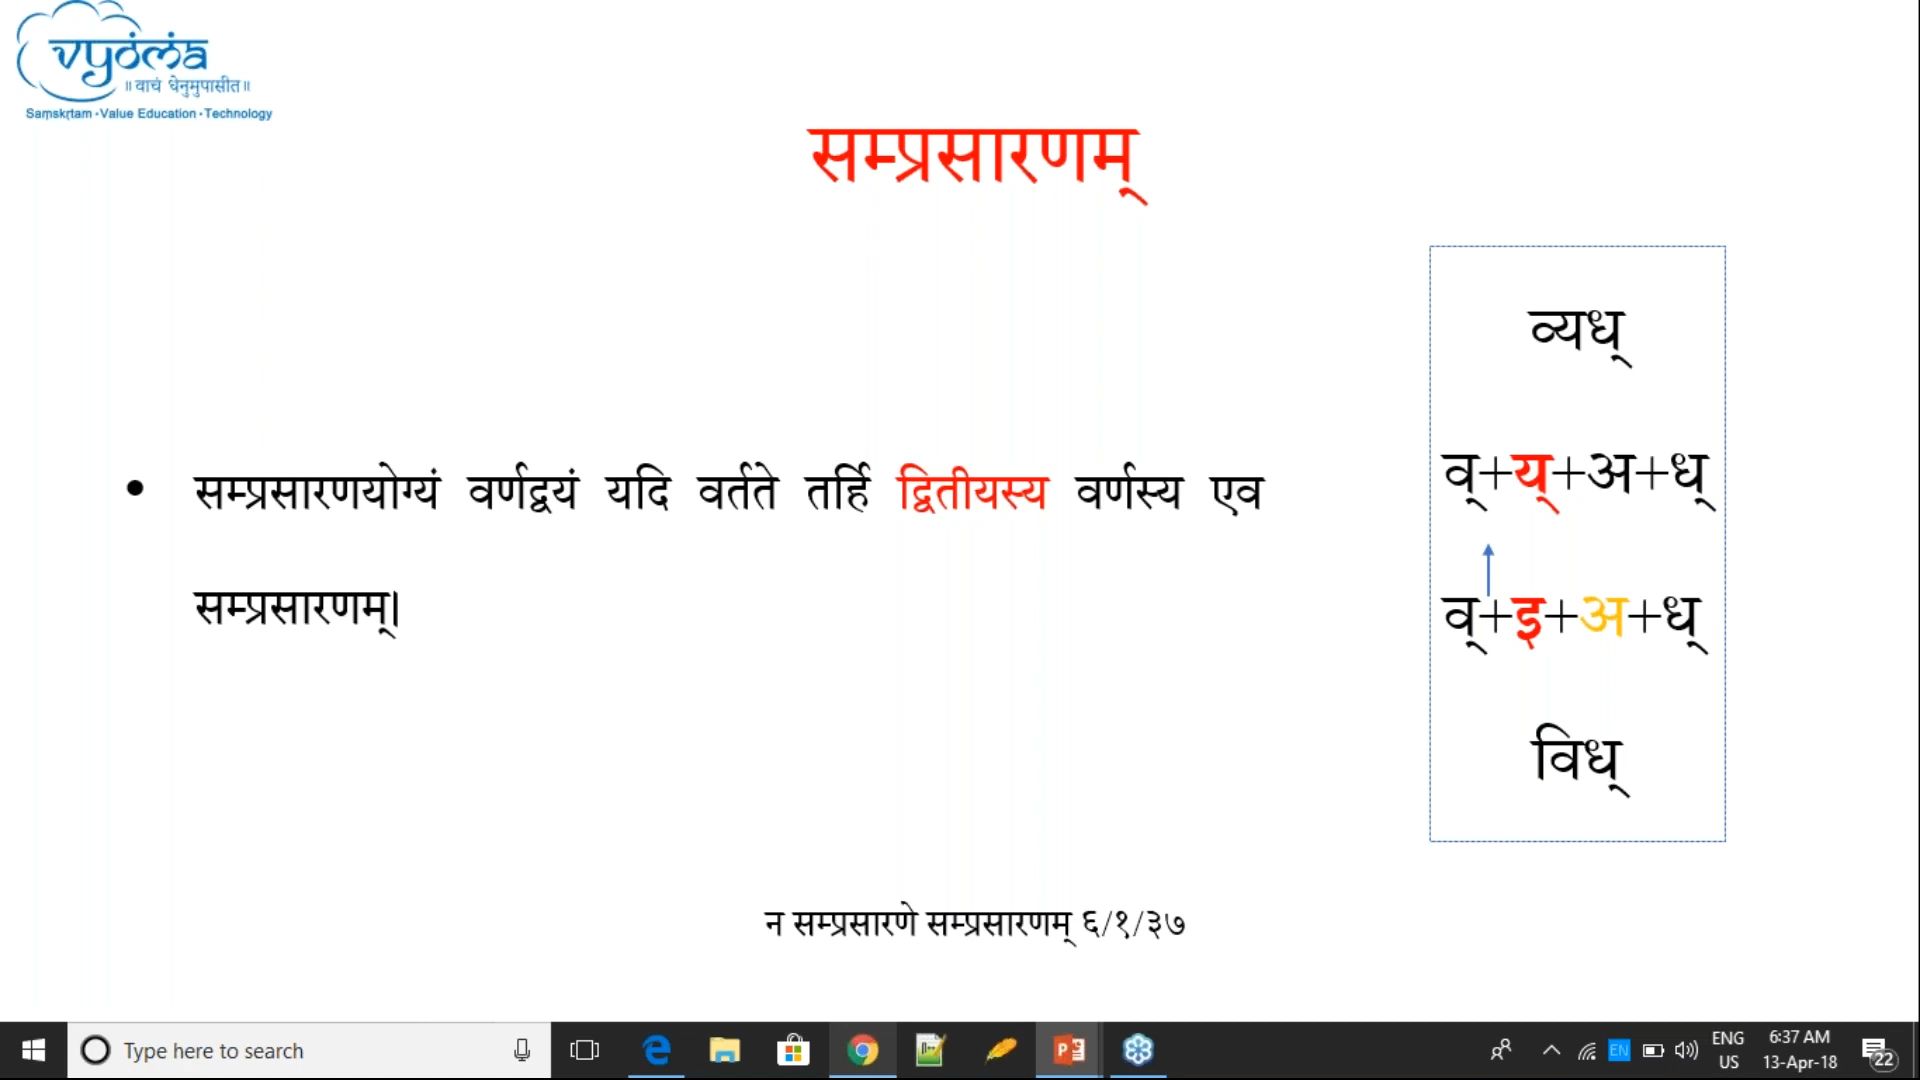 vyoma
॥ वाचं धेनुमुपासीत॥
Saṃskṛtam •Value Education •Technology
सम्प्रसारणम्
• सम्प्रसारणयोग्यं वर्णद्वयं यदि वर्तते तर्हि द्वितीयस्य वर्णस्य एव
सम्प्रसारणम्।
व्यध्
व्+य्+अ+ध्
व्+इ+अ+ध्
विध्
न सम्प्रसारणे सम्प्रसारणम् ६/१/३७
Type here to search
EN
ENG
US
6:37 AM
13-Apr-18
22